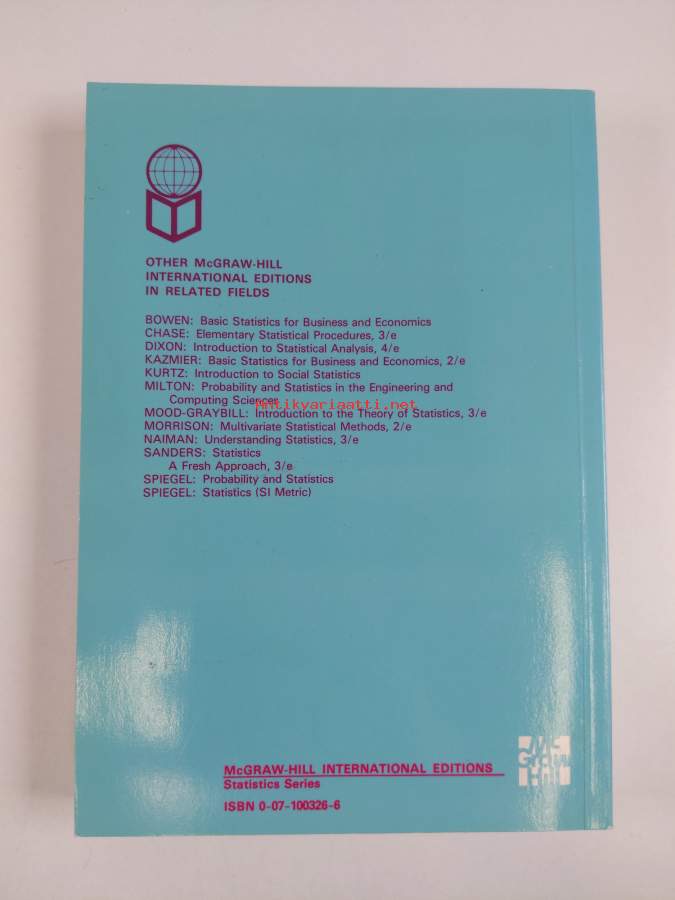 OTHER McGRAW-HILL
INTERNATIONAL EDITIONS
IN RELATED FIELDS
BOWEN: Basic Statistics for Business and Economics
CHASE: Elementary Statistical Procedures, 3/e
DIXON: Introduction to Statistical Analysis, 4/e
KAZMIER: Basic Statistics for Business and Economics, 2/e
KURTZ: Introduction to Social Statistics
MILTON: Probability and Statistics in the Engineering and
Computing Sciences
Antikvariaatti.net
MOOD-GRAYBILL: Introduction to the Theory of Statistics, 3/e
MORRISON: Multivariate Statistical Methods, 2/e
NAIMAN: Understanding Statistics, 3/e
SANDERS: Statistics
A Fresh Approach, 3/e
SPIEGEL: Probability and Statistics
SPIEGEL: Statistics (SI Metric)
Mc
Graw
Hill
McGRAW-HILL INTERNATIONAL EDITIONS
Statistics Series
ISBN 0-07-100326-6